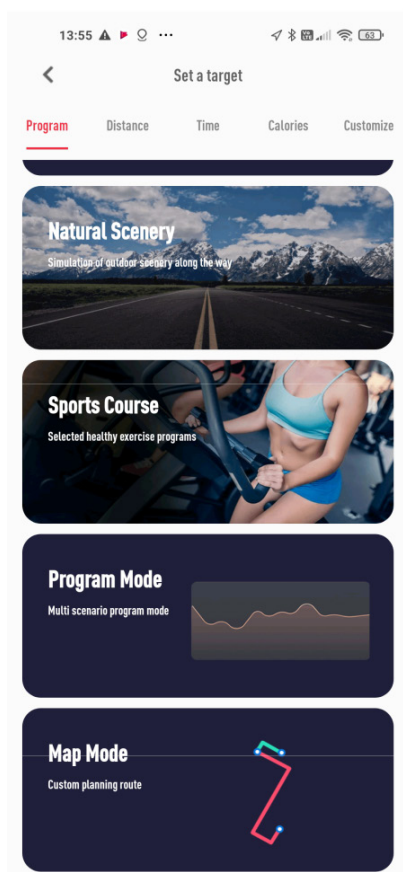 13:55
63
Set a target
Program Distance Time Calories Customize
Natural Scenery
Simulation of outdoor scenery along the way
Sports Course
Selected healthy exercise programs
Program Mode
Multi scenario program mode
Map Mode
Custom planning route